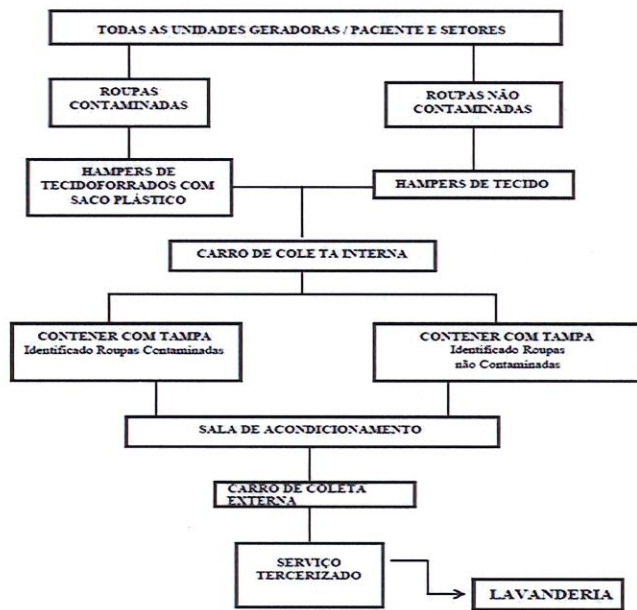 TODAS AS UNIDADES GERADORAS / PACIENTE E SETORES
ROUPAS
CONTAMINADAS
ROUPAS NÃO
CONTAMINADAS
HAMPERS DE
TECIDOFORRADOS COM
SACO PLÁSTICO
HAMPERS DE TECIDO
CARRO DE COLETA INTERNA
CONTENER COM TAMPA
Identificado Roupas Contaminadas
CONTENER COM TAMPA
Identificado Roupas
não Contaminadas
SALA DE ACONDICIONAMENTO
CARRO DE COLETA
EXTERNA
SERVIÇO
TERCERIZADO
LAVANDERIA